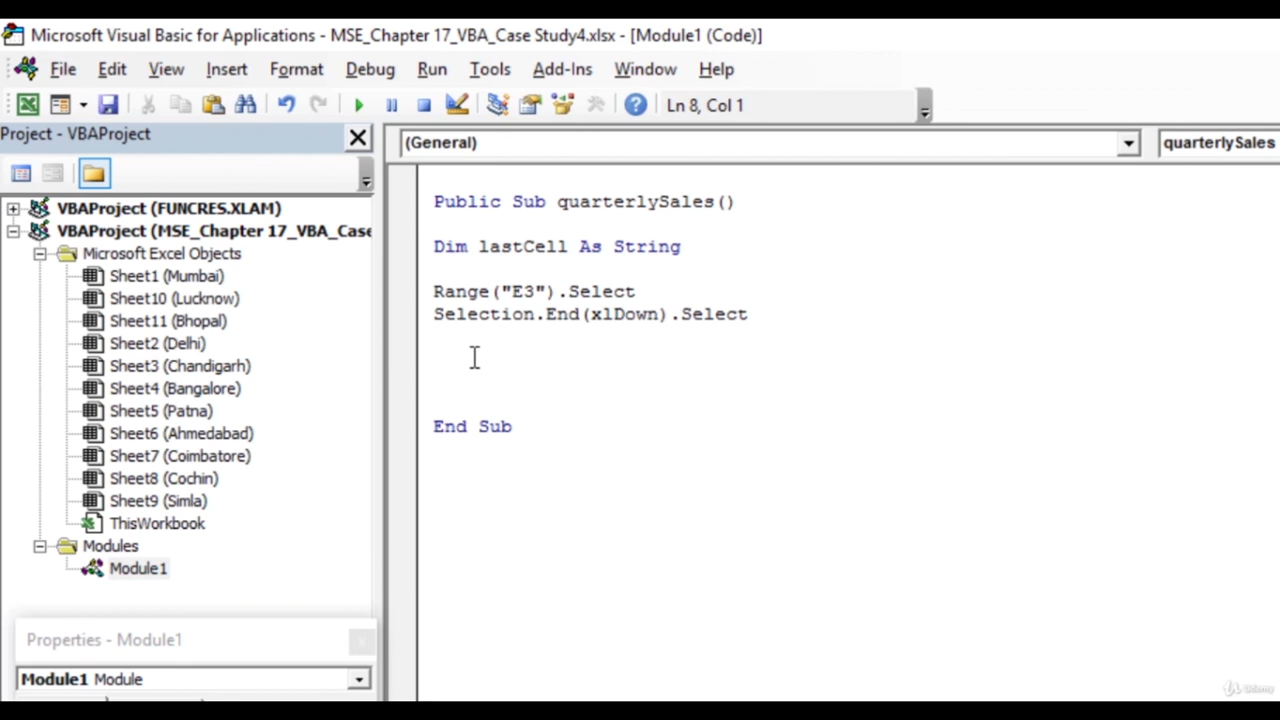 Microsoft Visual Basic for Applications - MSE_Chapter 17_VBA_Case Study4.xlsx - [Module1 (Code)]
File Edit View Insert Format Debug Run Tools Add-Ins Window Help
Ln 8, Col 1
Project - VBAProject
(General)
quarterlySales
VBAProject (FUNCRES.XLAM)
VBAProject (MSE_Chapter 17_VBA_Case
Microsoft Excel Objects
Sheet1 (Mumbai)
Sheet10 (Lucknow)
Sheet11 (Bhopal)
Sheet2 (Delhi)
Sheet3 (Chandigarh)
Sheet4 (Bangalore)
Sheet5 (Patna)
Sheet6 (Ahmedabad)
Sheet7 (Coimbatore)
Sheet8 (Cochin)
Sheet9 (Simla)
ThisWorkbook
Modules
Module1
Properties - Module1
Module1 Module
Public Sub quarterlySales()
Dim lastCell As String
Range("E3").Select
Selection.End(xlDown).Select
End Sub
Udemy